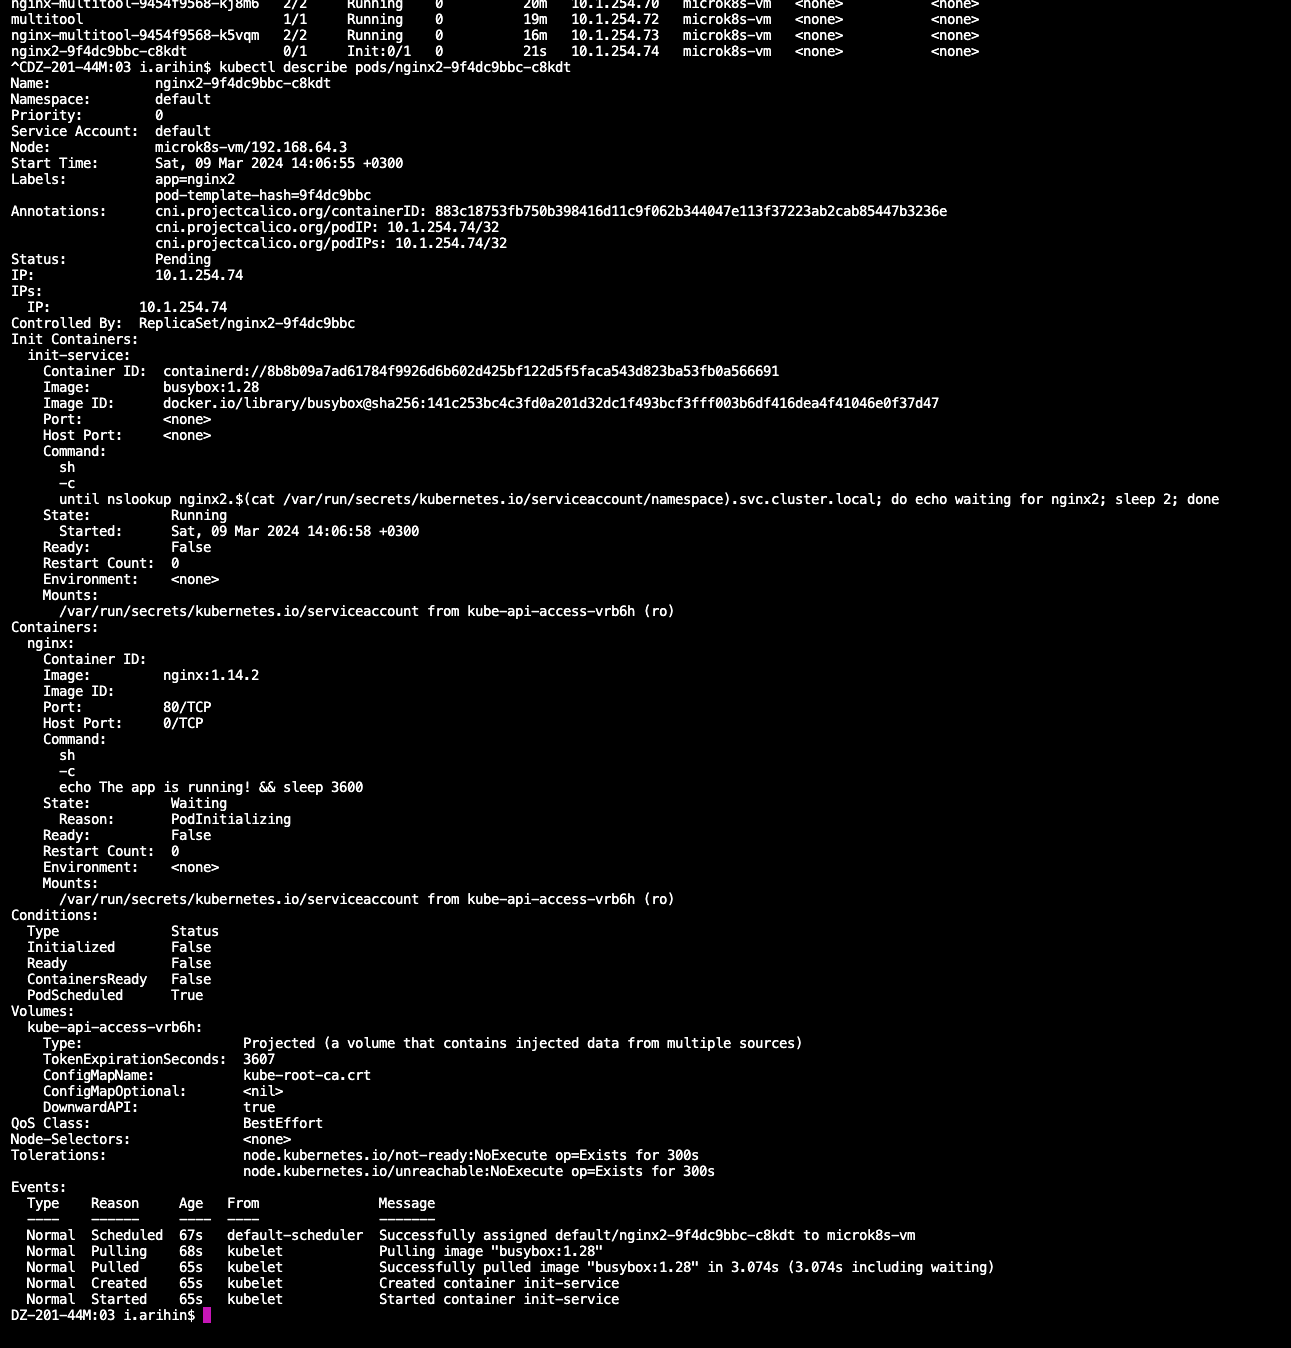 nginx-multitool-9454f9568-kj8m6   2/2     Running    0          20m   10.1.254.70   microk8s-vm   <none>           <none>
multitool                         1/1     Running    0          19m   10.1.254.72   microk8s-vm   <none>           <none>
nginx-multitool-9454f9568-k5vqm   2/2     Running    0          16m   10.1.254.73   microk8s-vm   <none>           <none>
nginx2-9f4dc9bbc-c8kdt            0/1     Init:0/1   0          21s   10.1.254.74   microk8s-vm   <none>           <none>
^CDZ-201-44M:03 i.arihin$ kubectl describe pods/nginx2-9f4dc9bbc-c8kdt
Name:             nginx2-9f4dc9bbc-c8kdt
Namespace:        default
Priority:         0
Service Account:  default
Node:             microk8s-vm/192.168.64.3
Start Time:       Sat, 09 Mar 2024 14:06:55 +0300
Labels:           app=nginx2
                  pod-template-hash=9f4dc9bbc
Annotations:      cni.projectcalico.org/containerID: 883c18753fb750b398416d11c9f062b344047e113f37223ab2cab85447b3236e
                  cni.projectcalico.org/podIP: 10.1.254.74/32
                  cni.projectcalico.org/podIPs: 10.1.254.74/32
Status:           Pending
IP:               10.1.254.74
IPs:
  IP:           10.1.254.74
Controlled By:  ReplicaSet/nginx2-9f4dc9bbc
Init Containers:
  init-service:
    Container ID:  containerd://8b8b09a7ad61784f9926d6b602d425bf122d5f5faca543d823ba53fb0a566691
    Image:         busybox:1.28
    Image ID:      docker.io/library/busybox@sha256:141c253bc4c3fd0a201d32dc1f493bcf3fff003b6df416dea4f41046e0f37d47
    Port:          <none>
    Host Port:     <none>
    Command:
      sh
      -c
      until nslookup nginx2.$(cat /var/run/secrets/kubernetes.io/serviceaccount/namespace).svc.cluster.local; do echo waiting for nginx2; sleep 2; done
    State:          Running
      Started:      Sat, 09 Mar 2024 14:06:58 +0300
    Ready:          False
    Restart Count:  0
    Environment:    <none>
    Mounts:
      /var/run/secrets/kubernetes.io/serviceaccount from kube-api-access-vrb6h (ro)
Containers:
  nginx:
    Container ID:
    Image:         nginx:1.14.2
    Image ID:
    Port:          80/TCP
    Host Port:     0/TCP
    Command:
      sh
      -c
      echo The app is running! && sleep 3600
    State:          Waiting
      Reason:       PodInitializing
    Ready:          False
    Restart Count:  0
    Environment:    <none>
    Mounts:
      /var/run/secrets/kubernetes.io/serviceaccount from kube-api-access-vrb6h (ro)
Conditions:
  Type              Status
  Initialized       False
  Ready             False
  ContainersReady   False
  PodScheduled      True
Volumes:
  kube-api-access-vrb6h:
    Type:                    Projected (a volume that contains injected data from multiple sources)
    TokenExpirationSeconds:  3607
    ConfigMapName:           kube-root-ca.crt
    ConfigMapOptional:       <nil>
    DownwardAPI:             true
QoS Class:                   BestEffort
Node-Selectors:              <none>
Tolerations:                 node.kubernetes.io/not-ready:NoExecute op=Exists for 300s
                             node.kubernetes.io/unreachable:NoExecute op=Exists for 300s
Events:
  Type    Reason     Age   From               Message
  ----    ------     ----  ----               -------
  Normal  Scheduled  67s   default-scheduler  Successfully assigned default/nginx2-9f4dc9bbc-c8kdt to microk8s-vm
  Normal  Pulling    68s   kubelet            Pulling image "busybox:1.28"
  Normal  Pulled     65s   kubelet            Successfully pulled image "busybox:1.28" in 3.074s (3.074s including waiting)
  Normal  Created    65s   kubelet            Created container init-service
  Normal  Started    65s   kubelet            Started container init-service
DZ-201-44M:03 i.arihin$